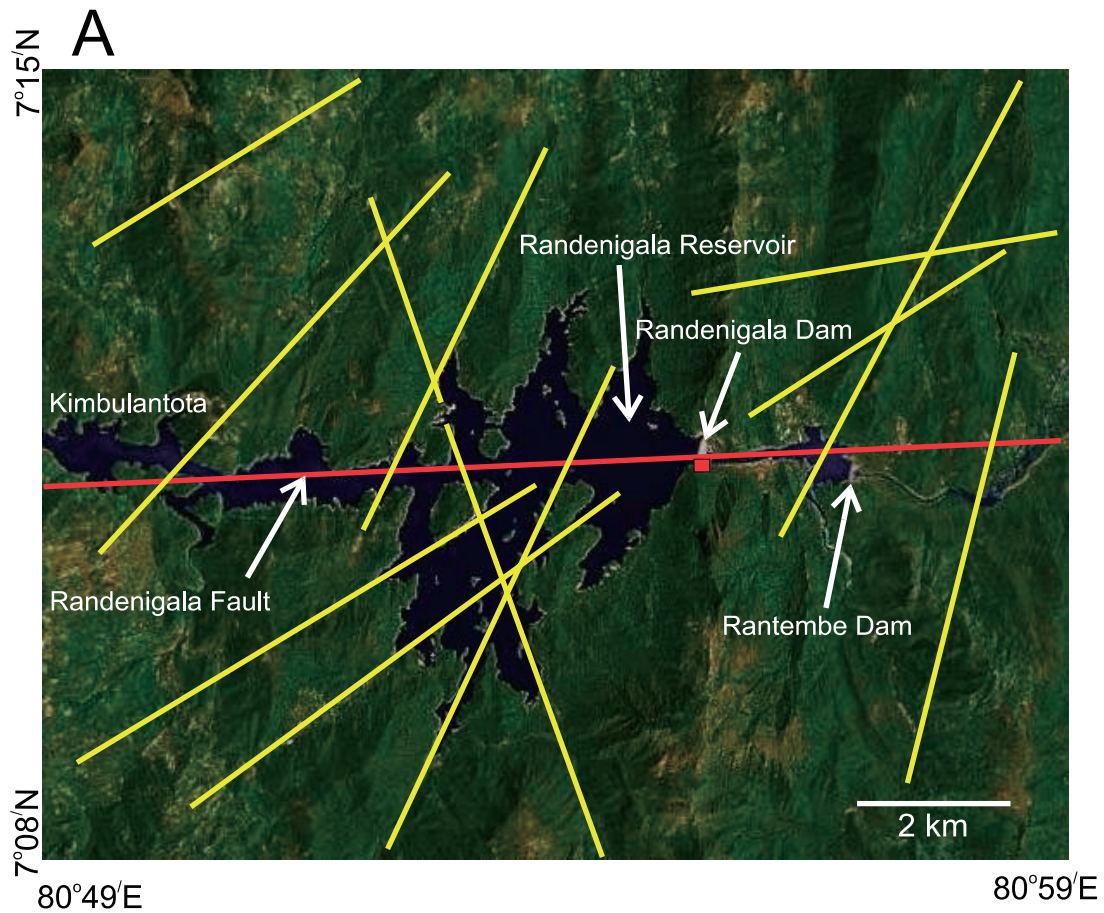 A
7°15'N
Randenigala Reservoir
Randenigala Dam
Kimbulantota
Randenigala Fault
Rantembe Dam
7°08'N
2 km
80°49'E
80°59'E